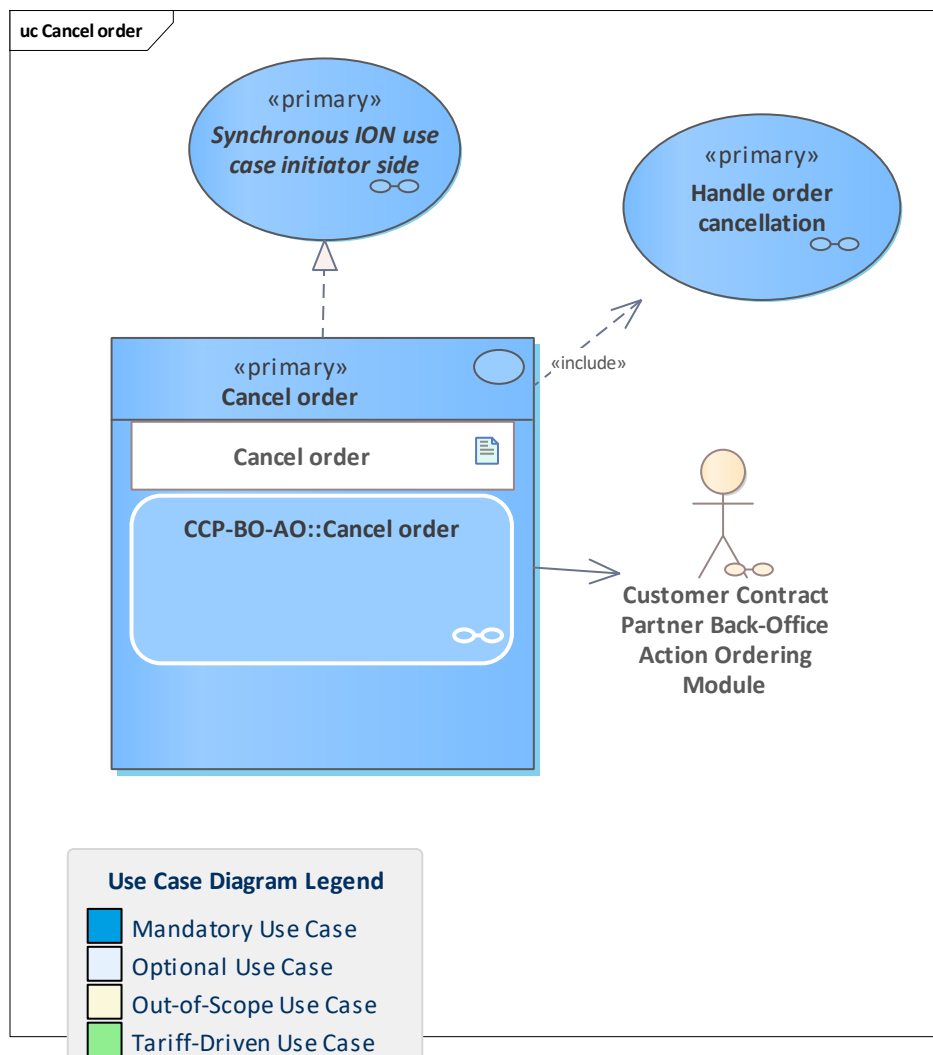 uc Cancel order
«primary»
Synchronous ION use
case initiator side
«primary»
Handle order
cancellation
«primary»
Cancel order
«include»
Cancel order
CCP-BO-AO::Cancel order
Customer Contract
Partner Back-Office
Action Ordering
Module
Use Case Diagram Legend
Mandatory Use Case
Optional Use Case
Out-of-Scope Use Case
Tariff-Driven Use Case